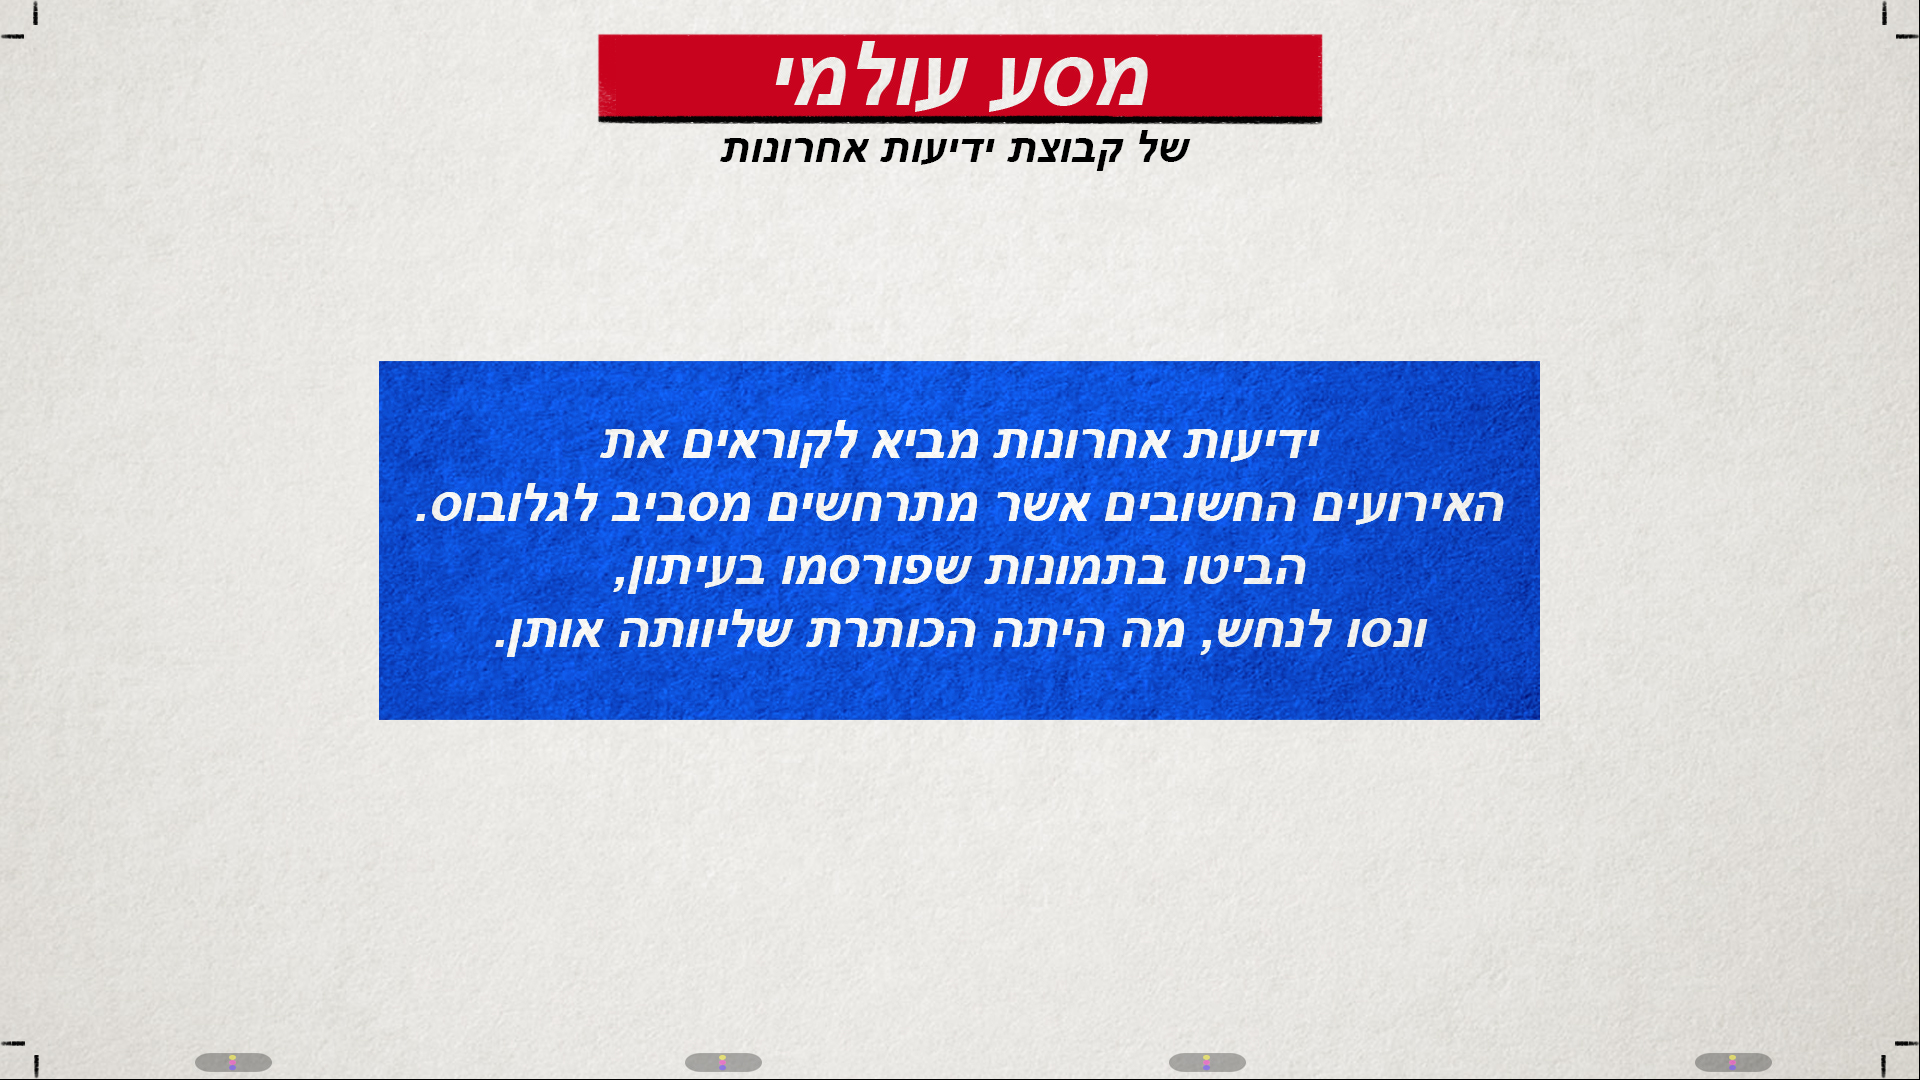 מסע עולמי
של קבוצת ידיעות אחרונות
ידיעות אחרונות מביא לקוראים את
האירועים החשובים אשר מתרחשים מסביב לגלובוס.
הביטו בתמונות שפורסמו בעיתון,
ונסו לנחש, מה היתה הכותרת שליוותה אותן.